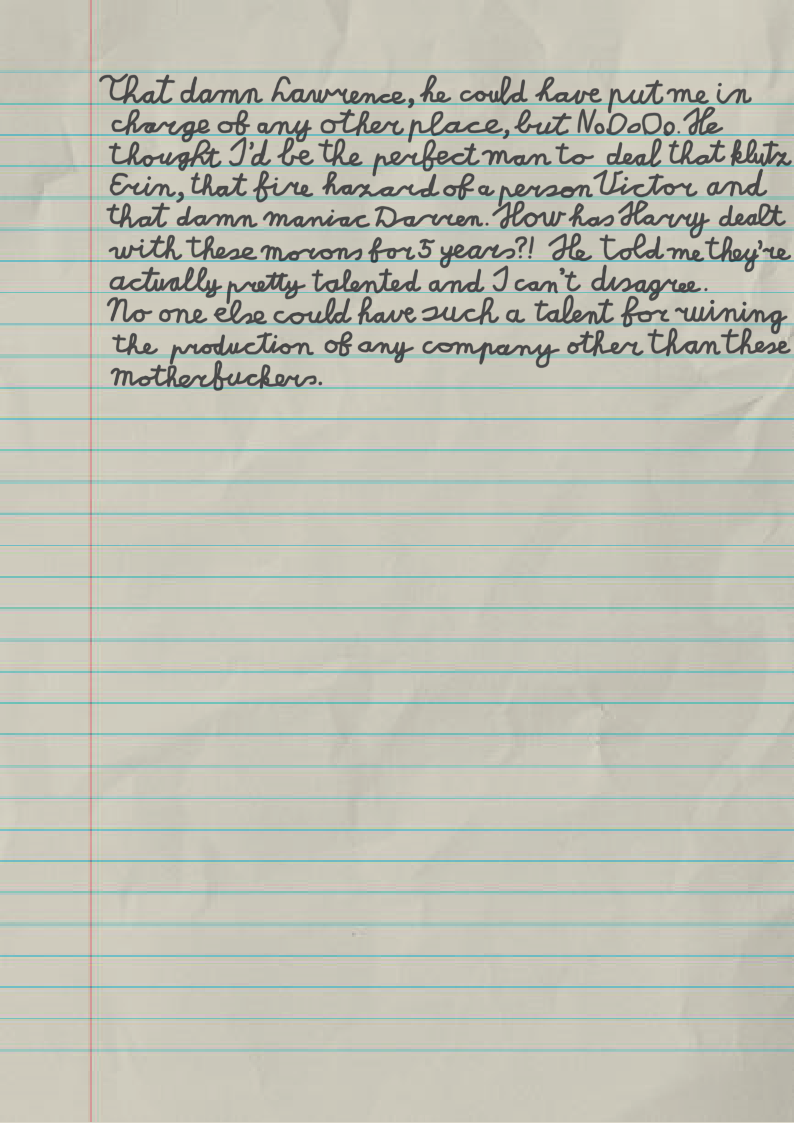 That damn Lawrence, he could have put me in
charge of any other place, but NoOoOo. He
thought I'd be the perfect man to deal that klutz
Erin, that fire hazard of a person Victor and
that damn maniac Darren. How has Harry dealt
with these morons for 5 years?! He told me they're
actually pretty talented and I can't disagree.
No one else could have such a talent for ruining
the production of any company other than these
motherfuckers.